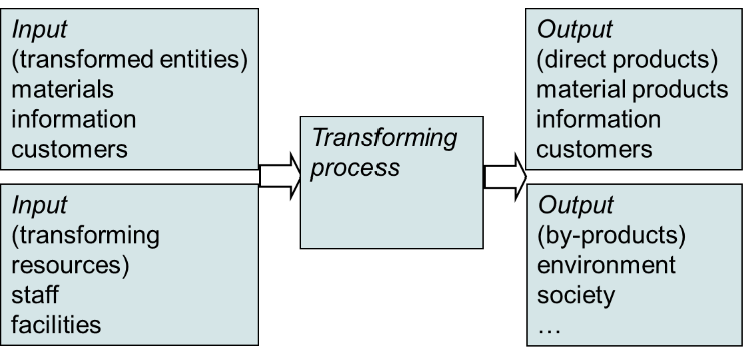 Input
(transformed entities)
materials
information
customers
Input
(transforming
resources)
staff
facilities
Transforming
process
Output
(direct products)
material products
information
customers
Output
(by-products)
environment
society
…